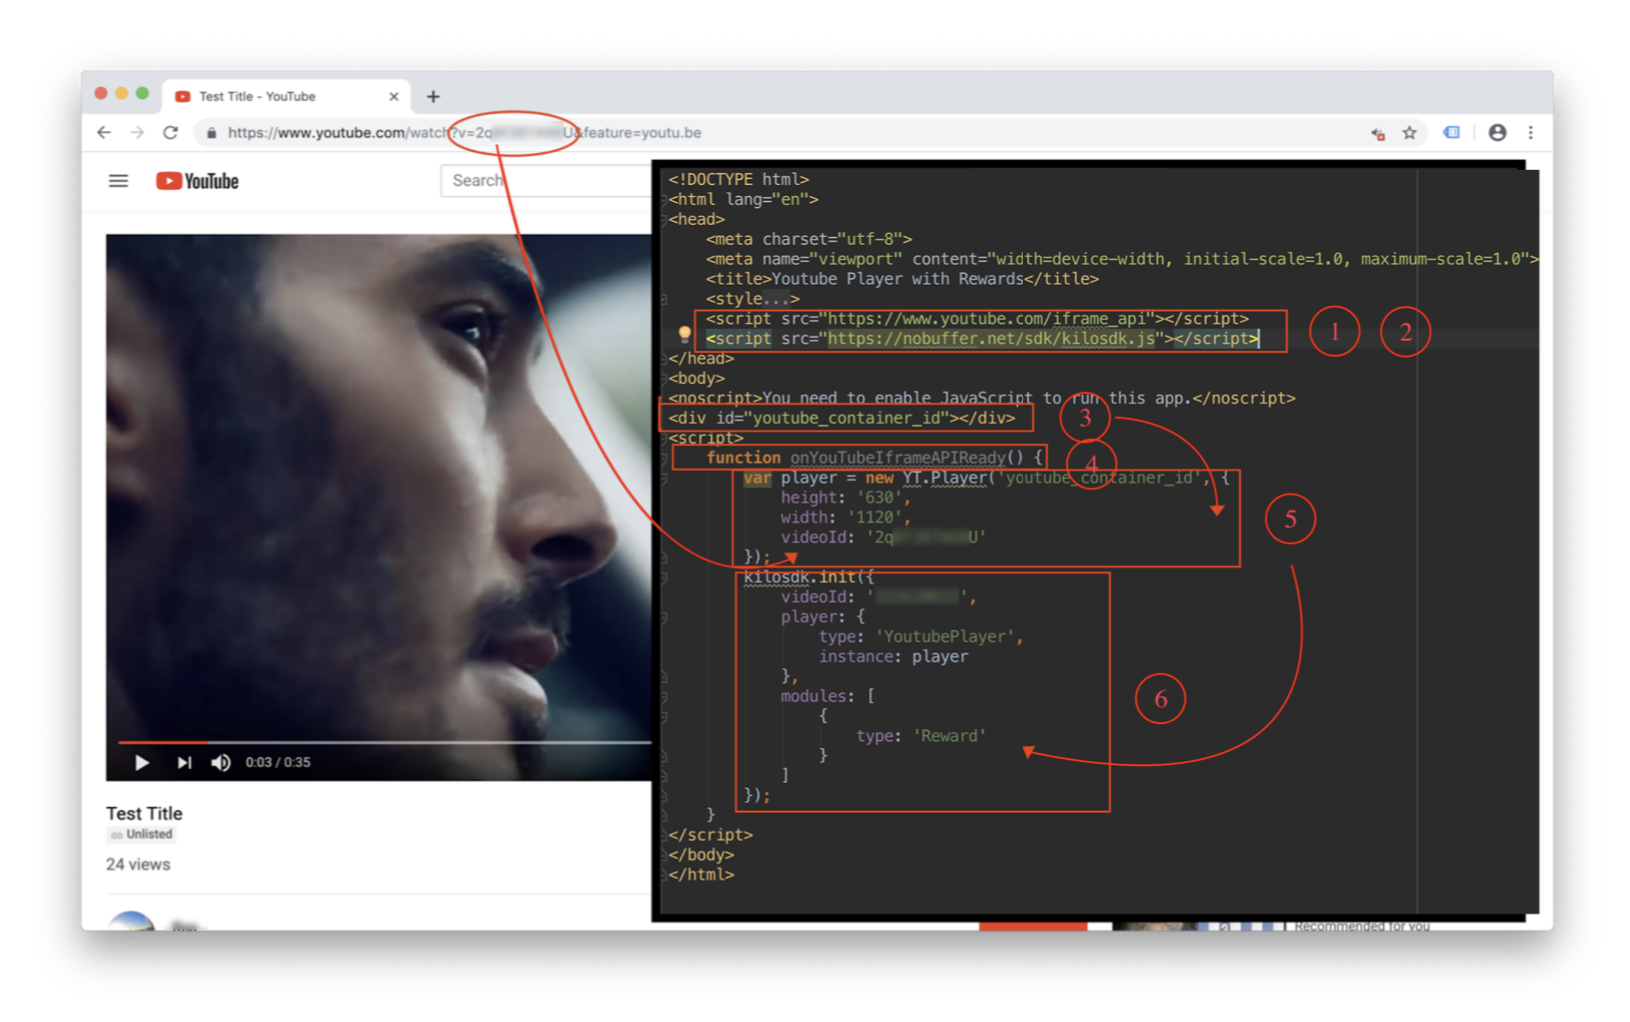 Test Title - YouTube
https://www.youtube.com/watch?v=2q U&feature=youtu.be
YouTube
Search
0:03 / 0:35
Test Title
Unlisted
24 views
Recommended for you
<!DOCTYPE html>
<html lang="en">
<head>
<meta charset="utf-8">
<meta name="viewport" content="width=device-width, initial-scale=1.0, maximum-scale=1.0">
<title>Youtube Player with Rewards</title>
<style...>
<script src="https://www.youtube.com/iframe_api"></script>
<script src="https://nobuffer.net/sdk/kilosdk.js"></script>
1 2
</head>
<body>
<noscript>You need to enable JavaScript to run this app.</noscript>
<div id="youtube_container_id"></div>
3
<script>
function onYouTubeIframeAPIReady() {
4
var player = new YT.Player('youtube_container_id', {
height: '630',
width: '1120',
5
videoId: '2q U'
});
kilosdk.init({
videoId: ' ',
player: {
type: 'YoutubePlayer',
instance: player
},
modules: [
6
{
type: 'Reward'
}
]
});
}
</script>
</body>
</html>